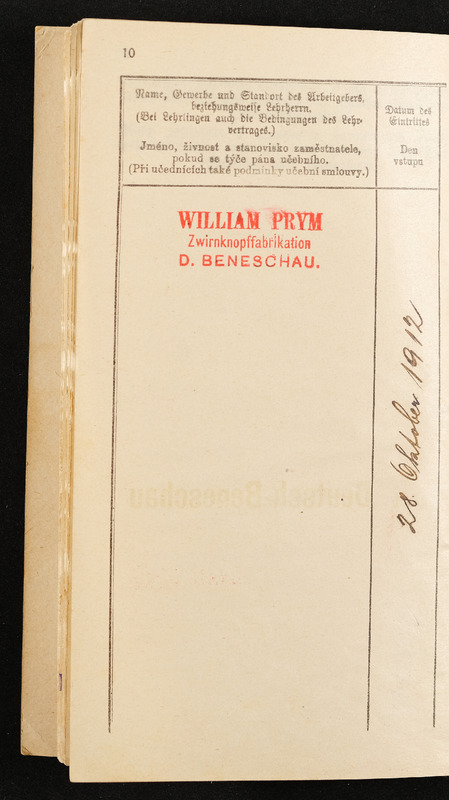 10
Name, Gewerbe und Standort des Arbeitgebers,
beziehungsweise Lehrherrn.
(Bei Lehrlingen auch die Bedingungen des Lehr-
vertrages.)
Jméno, živnost a stanovisko zaměstnatele,
pokud se týče pána učebního.
(Při učednících také podmínky učební smlouvy.)
Datum des
Eintrittes
Den
vstupu
WILLIAM PRYM
Zwirnknopffabrikation
D. BENESCHAU.
28. Oktober 1912